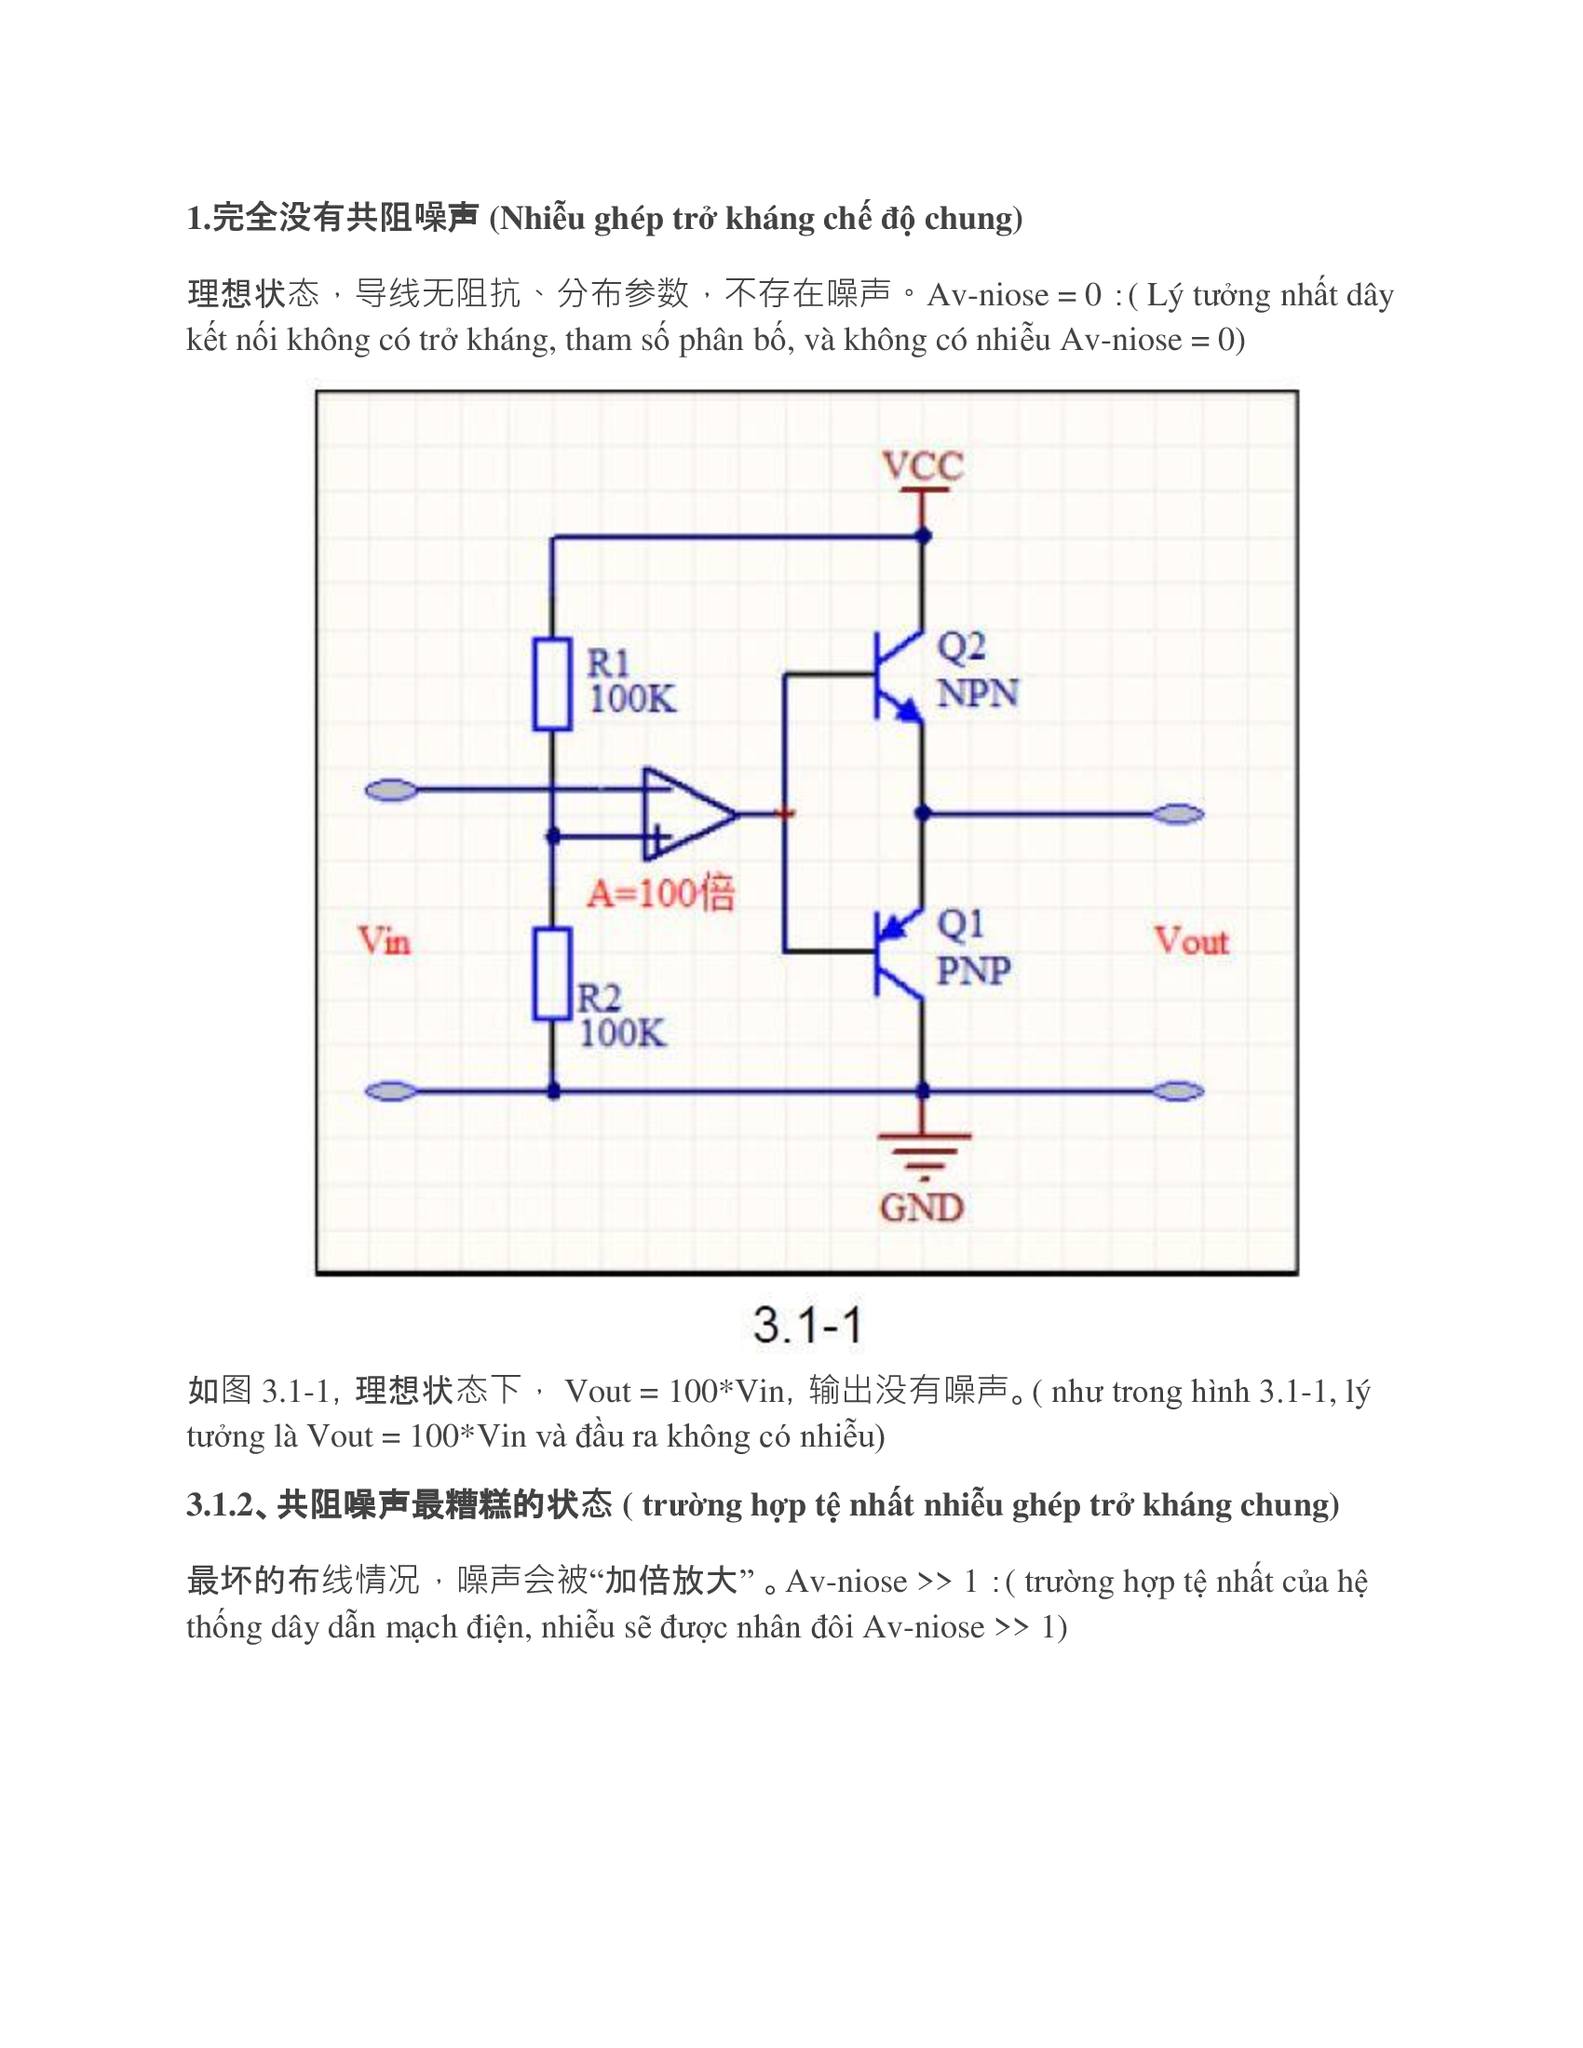 1.完全没有共阻噪声 (Nhiễu ghép trở kháng chế độ chung)
理想状态，导线无阻抗、分布参数，不存在噪声。Av-niose = 0 :( Lý tưởng nhất dây
kết nối không có trở kháng, tham số phân bố, và không có nhiễu Av-niose = 0)
VCC
Q2
NPN
R1
100K
A=100倍
Vin
Q1
PNP
Vout
R2
100K
GND
3.1-1
如图 3.1-1, 理想状态下， Vout = 100*Vin, 输出没有噪声。( như trong hình 3.1-1, lý
tưởng là Vout = 100*Vin và đầu ra không có nhiễu)
3.1.2、共阻噪声最糟糕的状态 ( trường hợp tệ nhất nhiễu ghép trở kháng chung)
最坏的布线情况，噪声会被“加倍放大”。Av-niose >> 1 :( trường hợp tệ nhất của hệ
thống dây dẫn mạch điện, nhiễu sẽ được nhân đôi Av-niose >> 1)